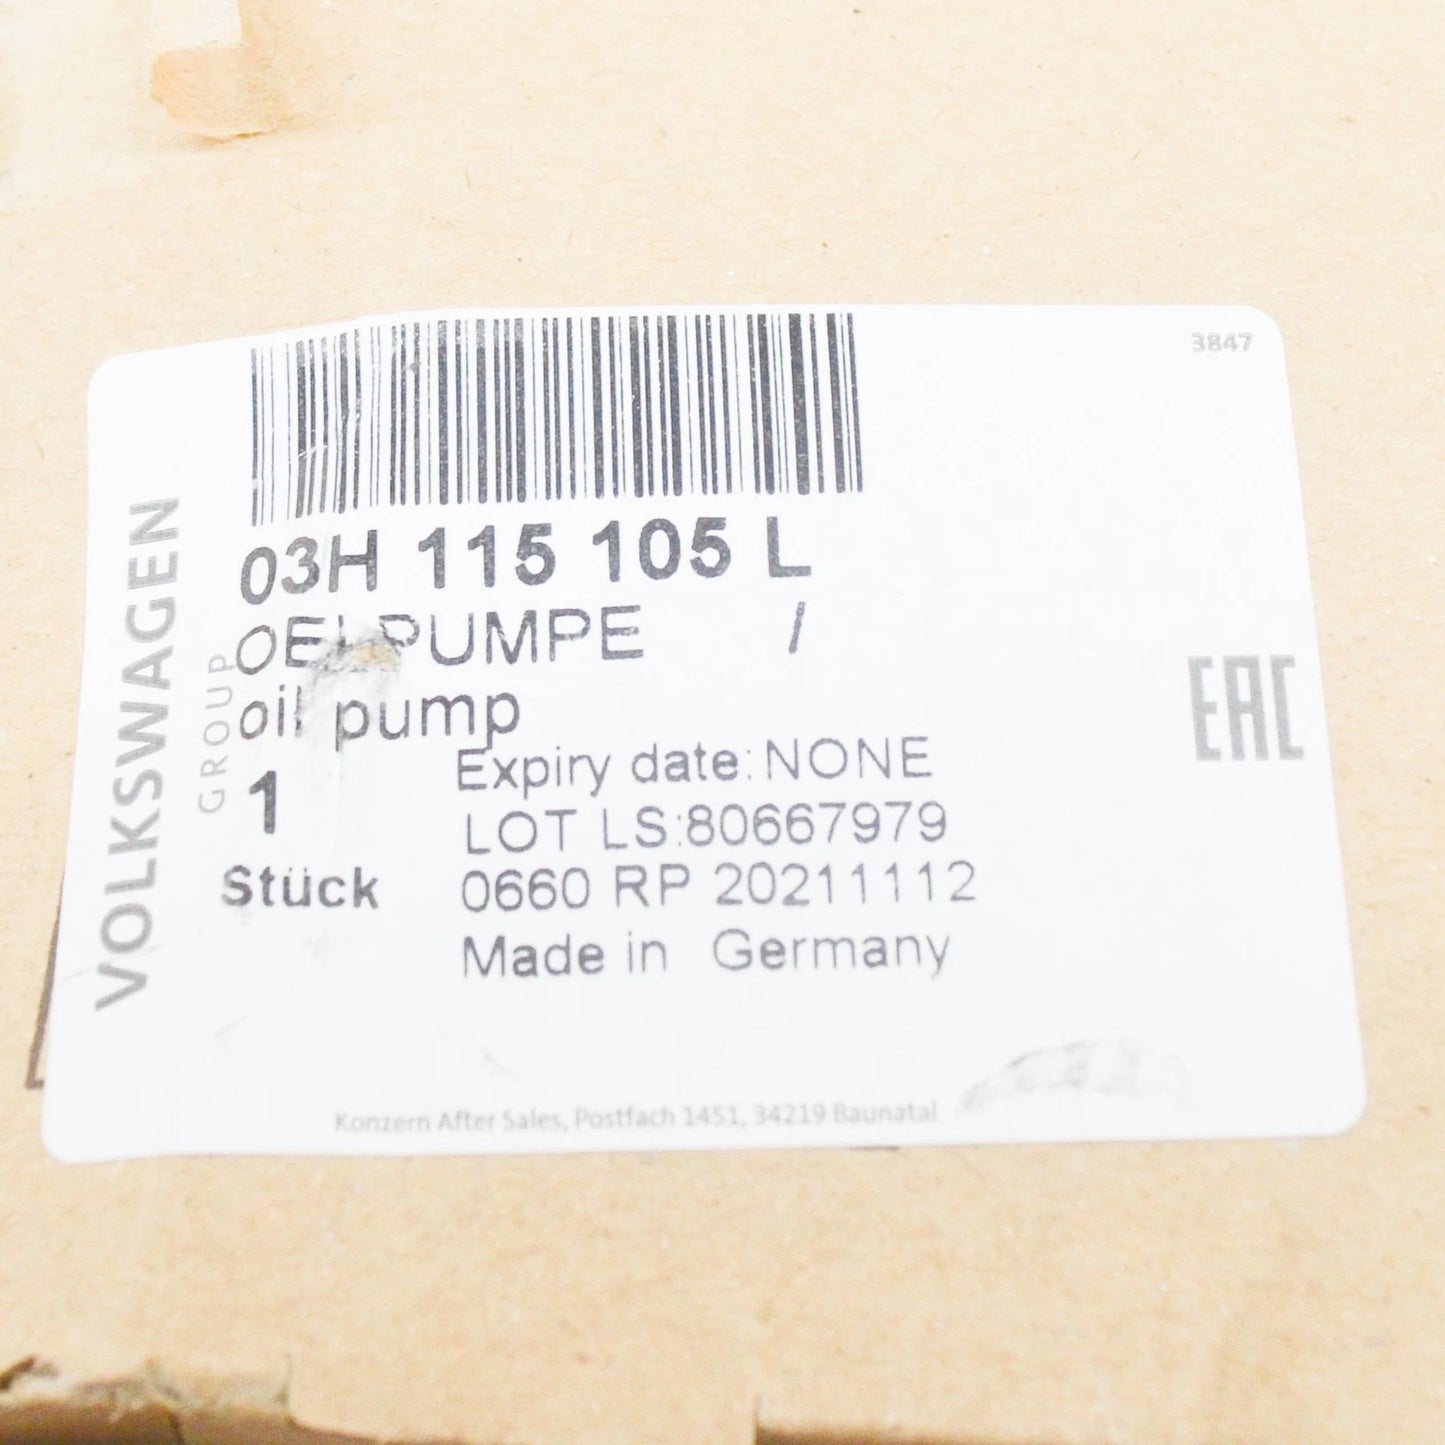 3847
03H 115 105 L
OELPUMPE /
oil pump
1
Stück
Expiry date: NONE
LOT LS:80667979
0660 RP 20211112
Made in Germany
VOLKSWAGEN
GROUP
EAC
Konzern After Sales, Postfach 1451, 34219 Baunatal